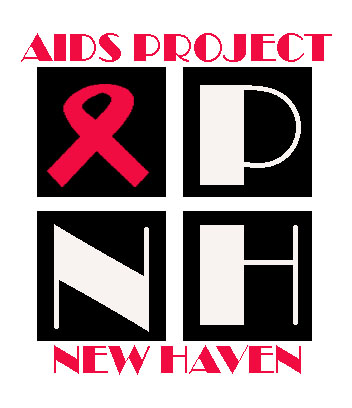 AIDS PROJECT
P
N H
NEW HAVEN